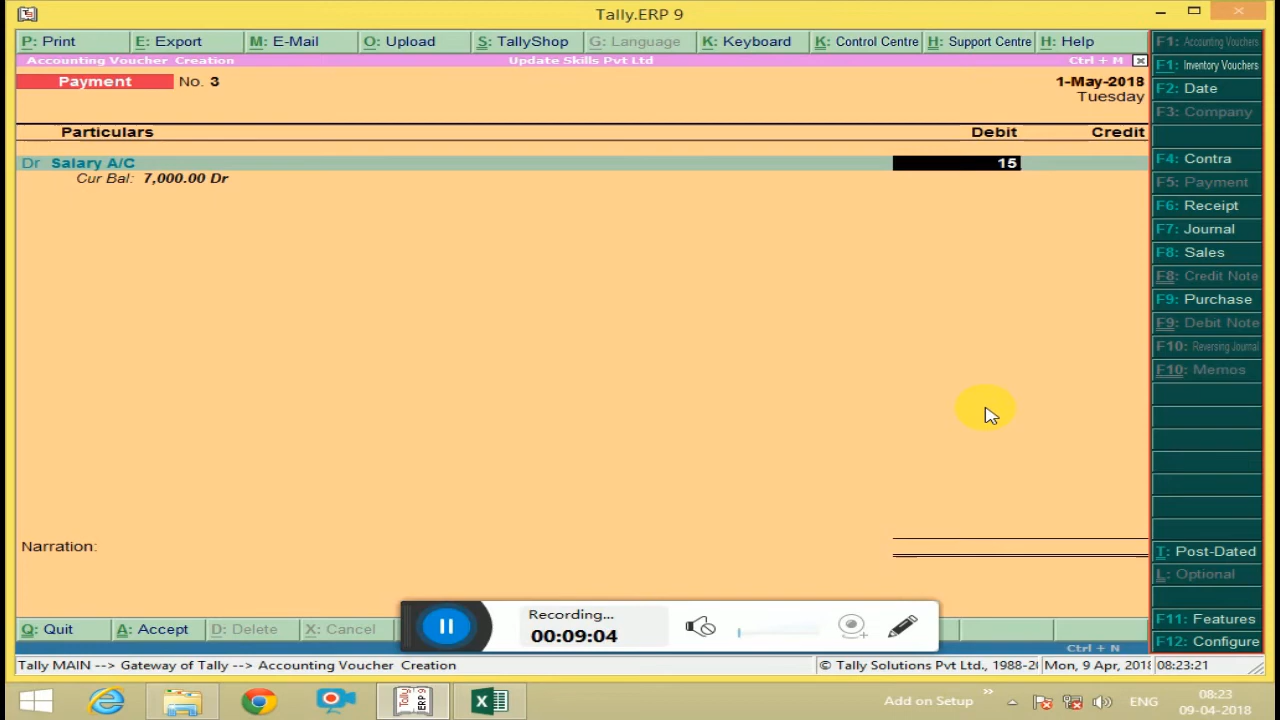 Tally.ERP 9
P: Print E: Export M: E-Mail O: Upload S: TallyShop G: Language K: Keyboard K: Control Centre H: Support Centre H: Help
Accounting Voucher Creation Update Skills Pvt Ltd Ctrl + M
Payment No. 3 1-May-2018
Tuesday
Particulars Debit Credit
Dr Salary A/C 15
Cur Bal: 7,000.00 Dr
Narration:
F1: Accounting Vouchers
F1: Inventory Vouchers
F2: Date
F3: Company
F4: Contra
F5: Payment
F6: Receipt
F7: Journal
F8: Sales
F8: Credit Note
F9: Purchase
F9: Debit Note
F10: Reversing Journal
F10: Memos
T: Post-Dated
L: Optional
F11: Features
F12: Configure
Recording...
00:09:04
Q: Quit A: Accept D: Delete X: Cancel
Ctrl + N
Tally MAIN --> Gateway of Tally --> Accounting Voucher Creation © Tally Solutions Pvt Ltd., 1988-20 Mon, 9 Apr, 2018 08:23:21
Tally ERP 9
Add on Setup ENG 08:23
09-04-2018